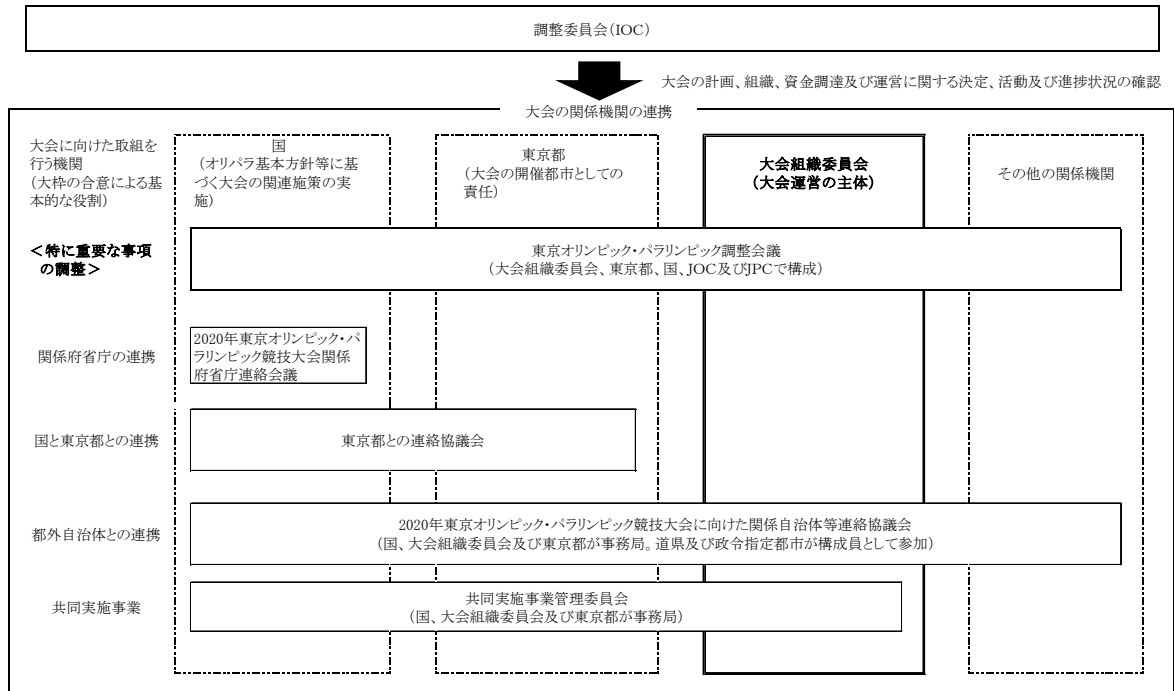 調整委員会(IOC)
大会の計画、組織、資金調達及び運営に関する決定、活動及び進捗状況の確認
大会の関係機関の連携
大会に向けた取組を
行う機関
(大枠の合意による基
本的な役割)
国
(オリパラ基本方針等に基
づく大会の関連施策の実
施)
東京都
(大会の開催都市としての
責任)
大会組織委員会
(大会運営の主体)
その他の関係機関
<特に重要な事項
の調整>
東京オリンピック・パラリンピック調整会議
(大会組織委員会、東京都、国、JOC及びJPCで構成)
関係府省庁の連携
2020年東京オリンピック・パ
ラリンピック競技大会関係
府省庁連絡会議
国と東京都との連携
東京都との連絡協議会
都外自治体との連携
2020年東京オリンピック・パラリンピック競技大会に向けた関係自治体等連絡協議会
(国、大会組織委員会及び東京都が事務局。道県及び政令指定都市が構成員として参加)
共同実施事業
共同実施事業管理委員会
(国、大会組織委員会及び東京都が事務局)